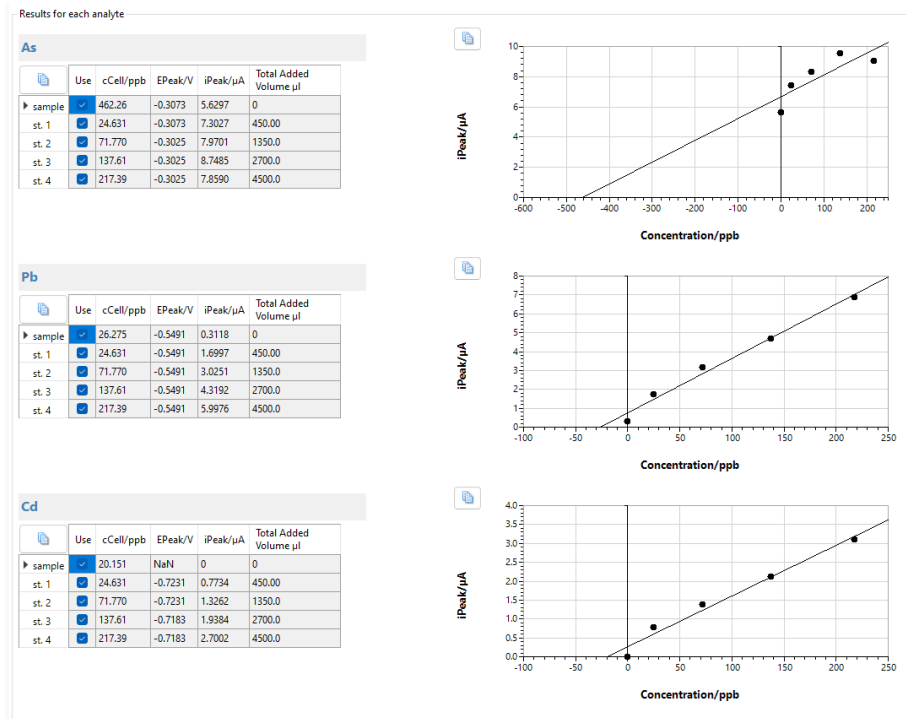 Results for each analyte
As
Use cCell/ppb EPeak/V iPeak/µA Total Added Volume µl
sample 462.26 -0.3073 5.6297 0
st. 1 24.631 -0.3073 7.3027 450.00
st. 2 71.770 -0.3025 7.9701 1350.0
st. 3 137.61 -0.3025 8.7485 2700.0
st. 4 217.39 -0.3025 7.8590 4500.0
iPeak/µA
10
8
6
4
2
0
-600 -500 -400 -300 -200 -100 0 100 200
Concentration/ppb
Pb
Use cCell/ppb EPeak/V iPeak/µA Total Added Volume µl
sample 26.275 -0.5491 0.3118 0
st. 1 24.631 -0.5491 1.6997 450.00
st. 2 71.770 -0.5491 3.0251 1350.0
st. 3 137.61 -0.5491 4.3192 2700.0
st. 4 217.39 -0.5491 5.9976 4500.0
iPeak/µA
8
7
6
5
4
3
2
1
0
-100 -50 0 50 100 150 200 250
Concentration/ppb
Cd
Use cCell/ppb EPeak/V iPeak/µA Total Added Volume µl
sample 20.151 NaN 0 0
st. 1 24.631 -0.7231 0.7734 450.00
st. 2 71.770 -0.7231 1.3262 1350.0
st. 3 137.61 -0.7183 1.9384 2700.0
st. 4 217.39 -0.7183 2.7002 4500.0
iPeak/µA
4.0
3.5
3.0
2.5
2.0
1.5
1.0
0.5
0.0
-100 -50 0 50 100 150 200 250
Concentration/ppb